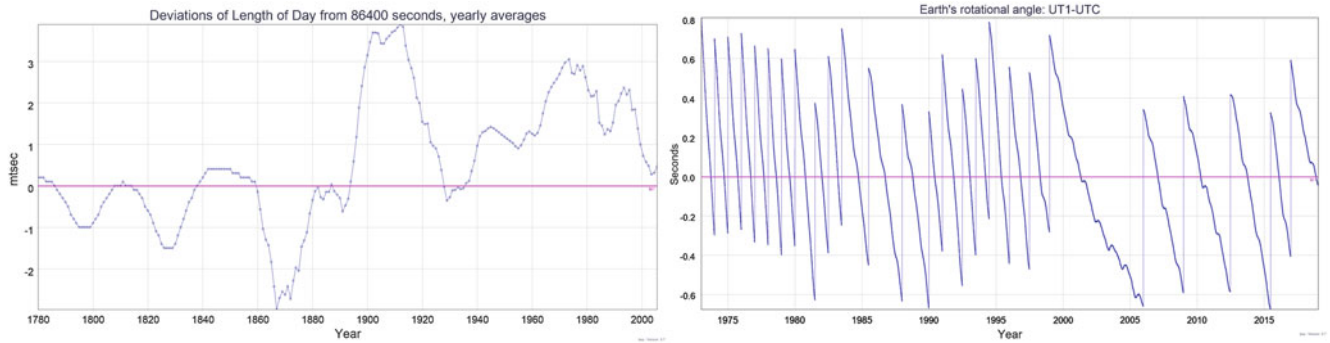 Deviations of Length of Day from 86400 seconds, yearly averages
3
2
1
0
-1
-2
mtsec
1780 1800 1820 1840 1860 1880 1900 1920 1940 1960 1980 2000
Year
Earth's rotational angle: UT1-UTC
0.8
0.6
0.4
0.2
0.0
-0.2
-0.4
-0.6
Seconds
1975 1980 1985 1990 1995 2000 2005 2010 2015
Year